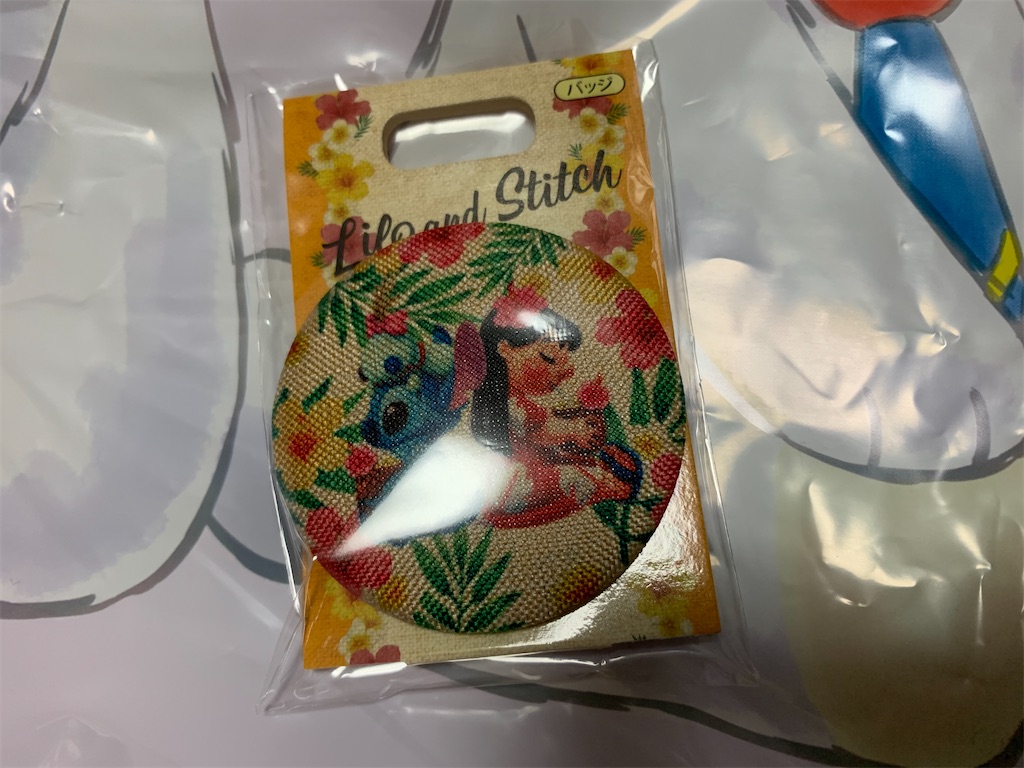 バッジ
Lilo and Stitch